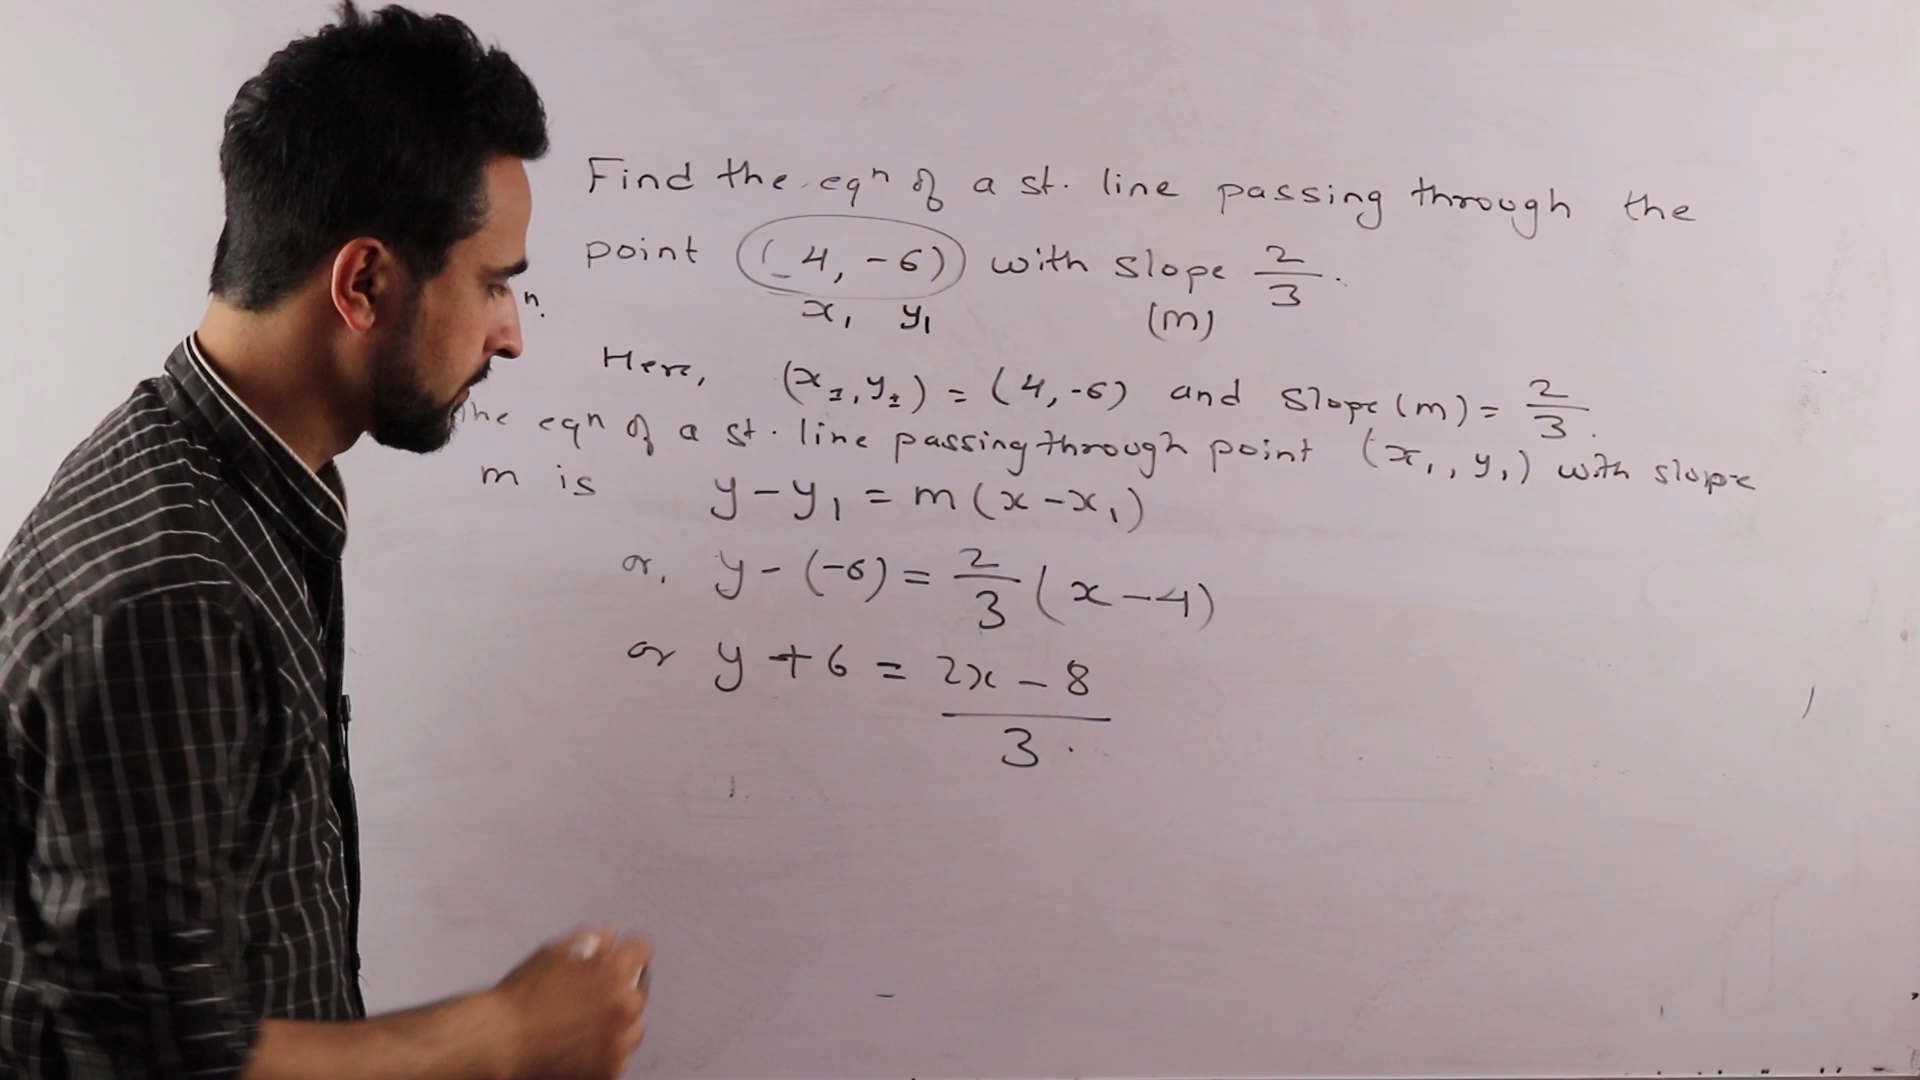 Find the eqⁿ of a st. line passing through the
point (4, -6) with slope 2/3.
x₁ y₁ (m)
n.
Here, (x₁, y₁) = (4, -6) and slope (m) = 2/3.
The eqn of a st. line passing through point (x₁, y₁) with slope
m is y - y₁ = m (x - x₁)
or, y - (-6) = 2/3 (x - 4)
or y + 6 = 2x - 8 / 3.